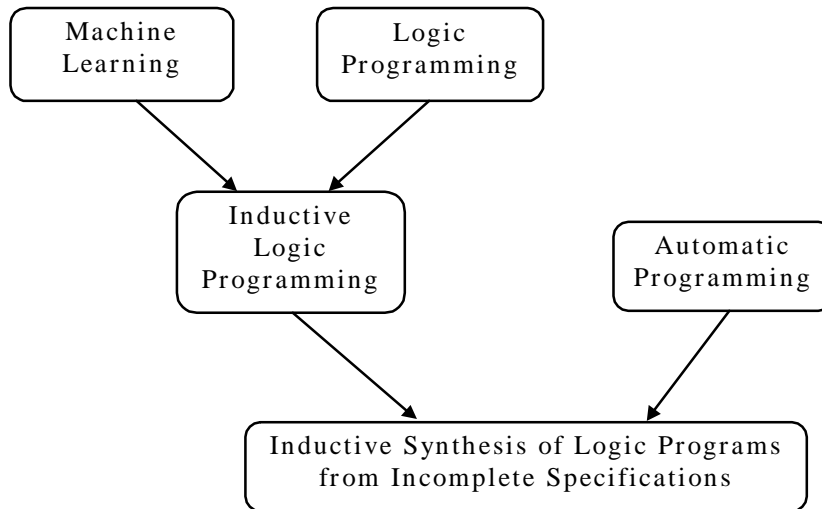 Machine
Learning
Logic
Programming
Inductive
Logic
Programming
Automatic
Programming
Inductive Synthesis of Logic Programs
from Incomplete Specifications